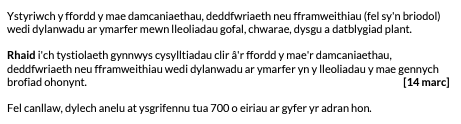 Ystyriwch y ffordd y mae damcaniaethau, deddfwriaeth neu fframweithiau (fel sy'n briodol)
wedi dylanwadu ar ymarfer mewn lleoliadau gofal, chwarae, dysgu a datblygiad plant.
Rhaid i'ch tystiolaeth gynnwys cysylltiadau clir â'r ffordd y mae'r damcaniaethau,
deddfwriaeth neu fframweithiau wedi dylanwadu ar ymarfer yn y lleoliadau y mae gennych
brofiad ohonynt. [14 marc]
Fel canllaw, dylech anelu at ysgrifennu tua 700 o eiriau ar gyfer yr adran hon.